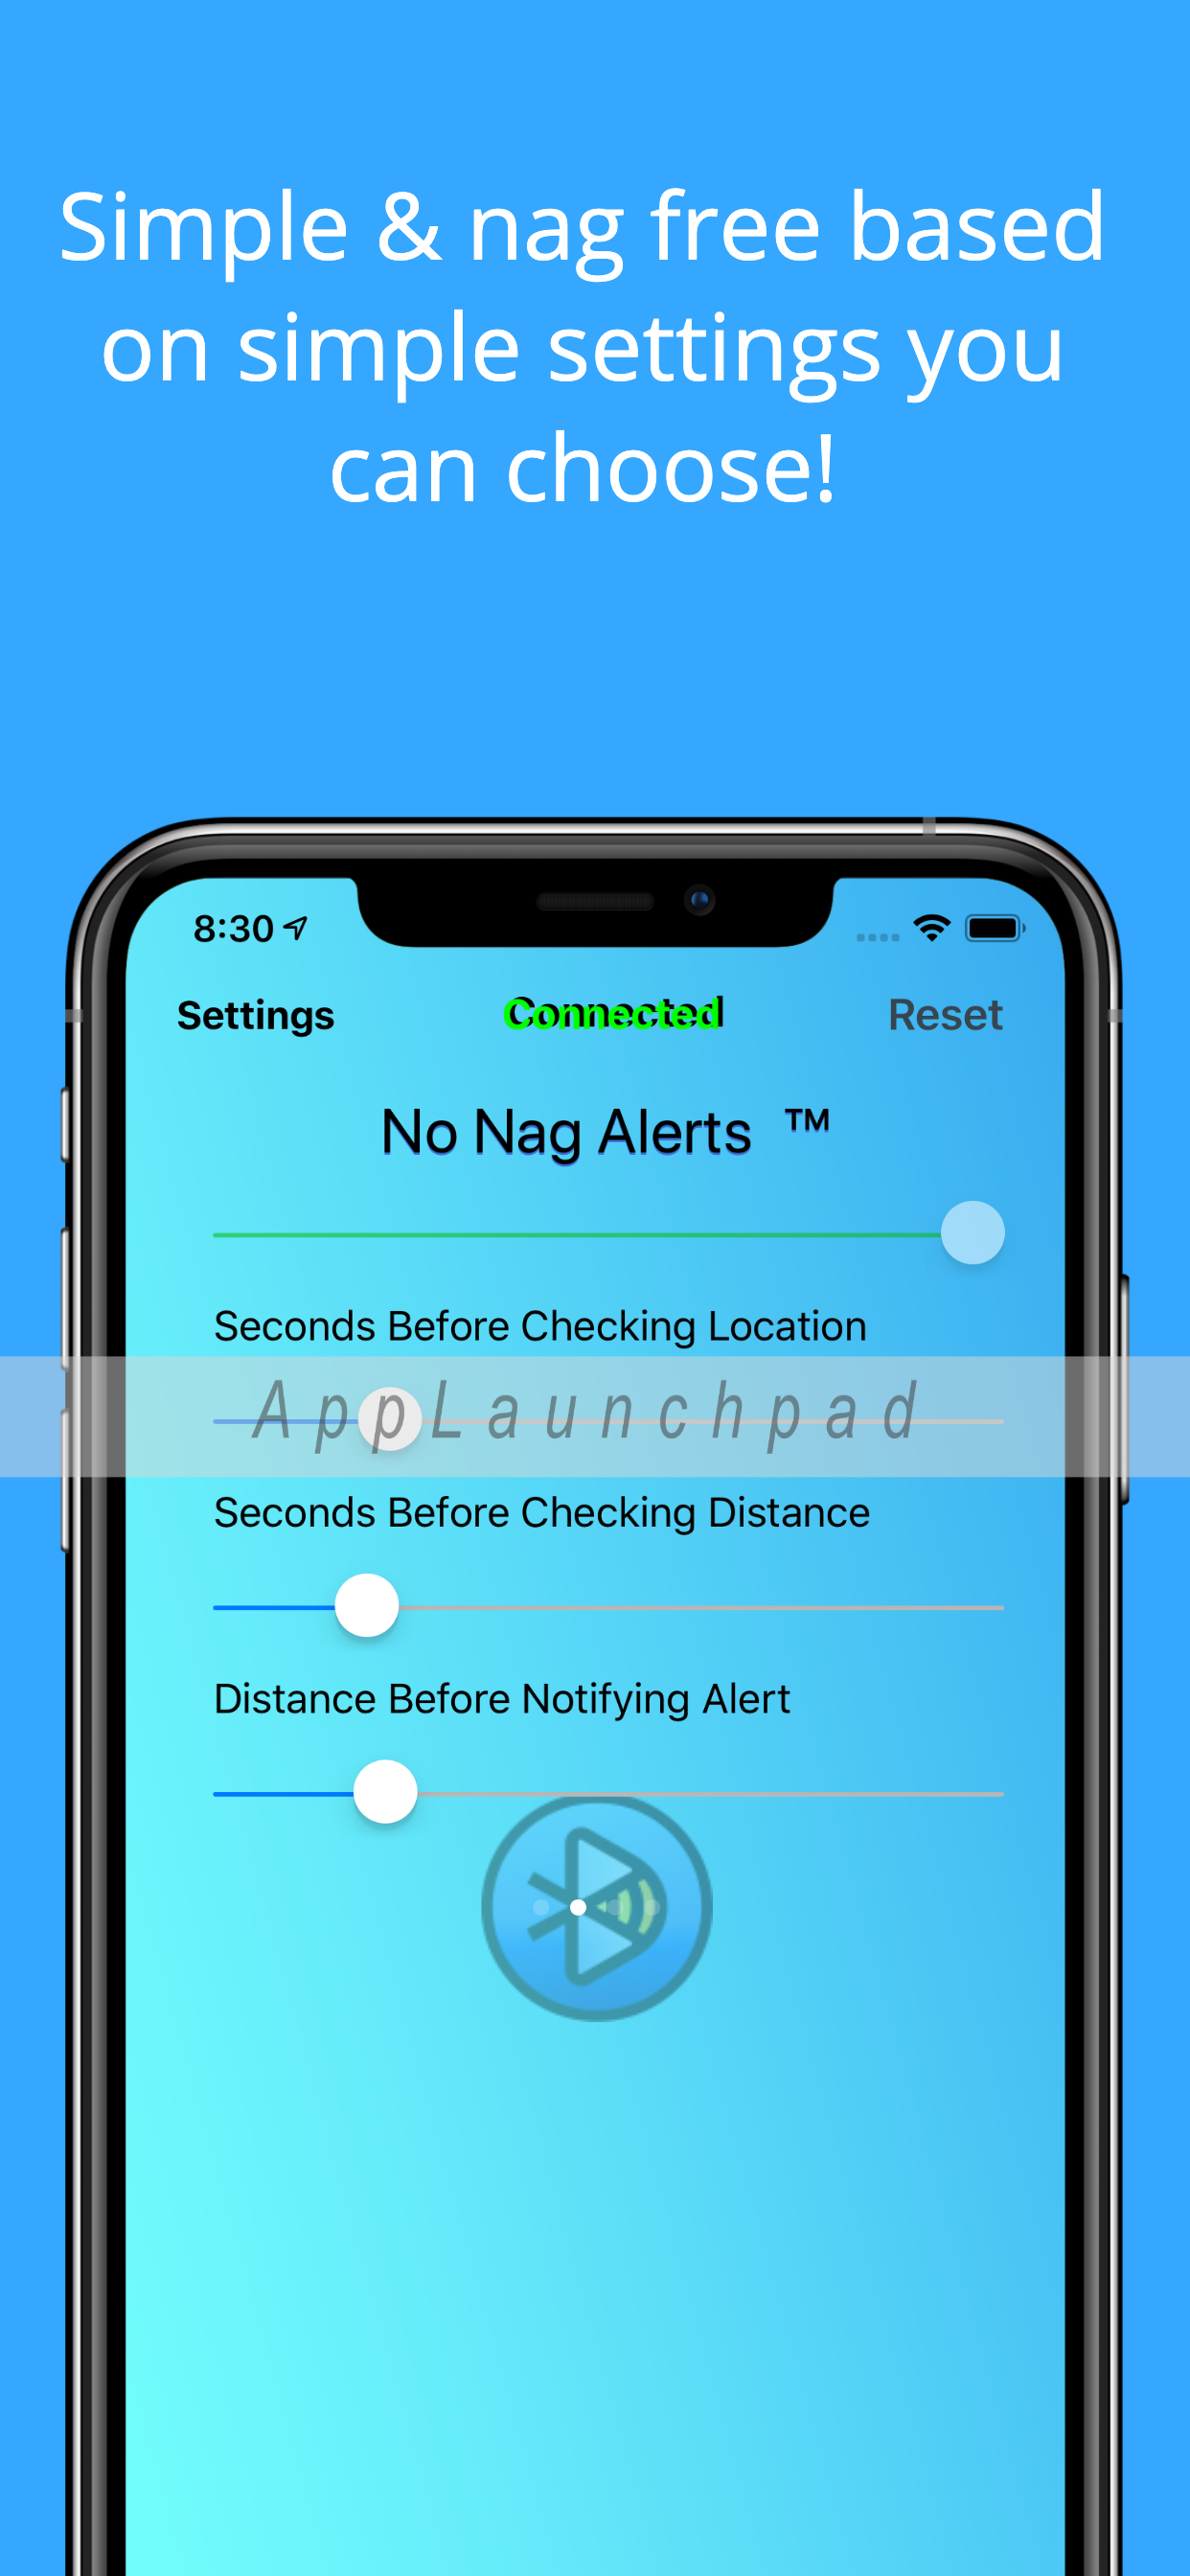 Simple & nag free based
on simple settings you
can choose!
8:30
Settings Connected Reset
No Nag Alerts ™
Seconds Before Checking Location
AppLaunchpad
Seconds Before Checking Distance
Distance Before Notifying Alert